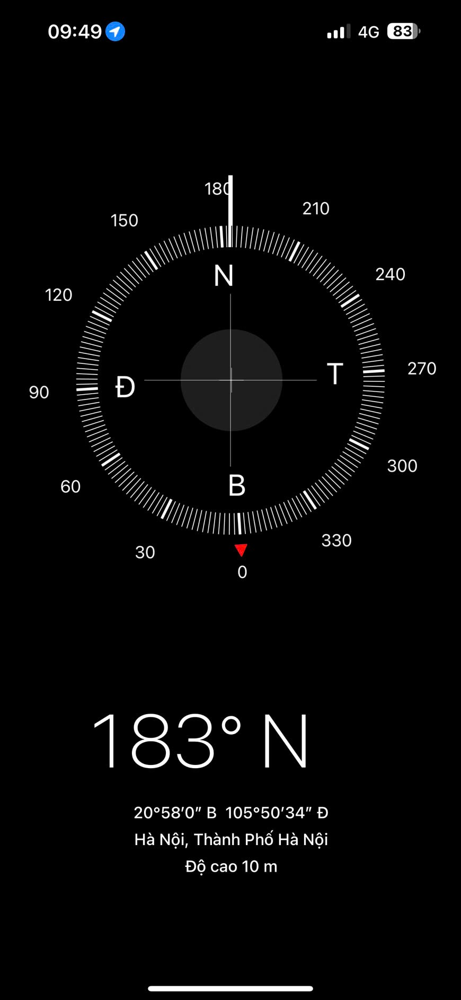 09:49 4G 83
180
150 210
120 240
N
90 Đ T 270
60 300
B
30 330
0
183° N
20°58′0″ B 105°50′34″ Đ
Hà Nội, Thành Phố Hà Nội
Độ cao 10 m